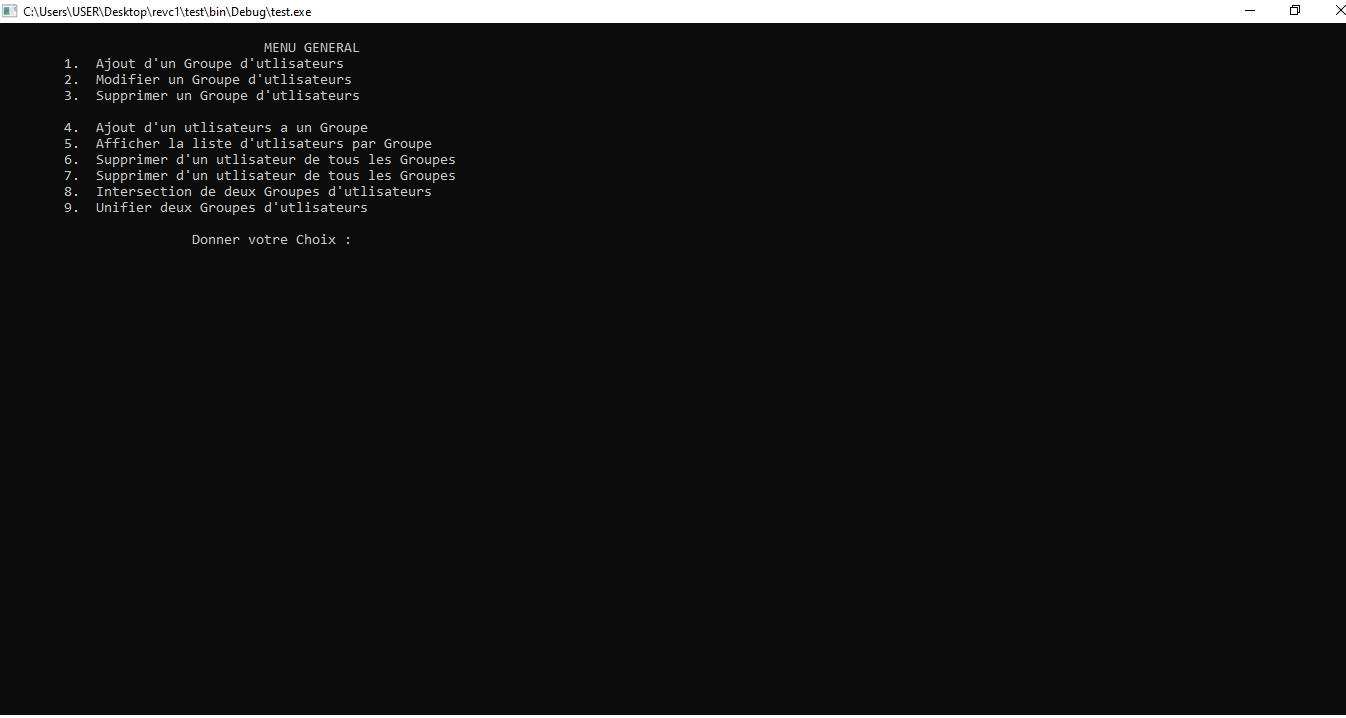 C:\Users\USER\Desktop\revc1\test\bin\Debug\test.exe
MENU GENERAL
1. Ajout d'un Groupe d'utlisateurs
2. Modifier un Groupe d'utlisateurs
3. Supprimer un Groupe d'utlisateurs
4. Ajout d'un utlisateurs a un Groupe
5. Afficher la liste d'utlisateurs par Groupe
6. Supprimer d'un utlisateur de tous les Groupes
7. Supprimer d'un utlisateur de tous les Groupes
8. Intersection de deux Groupes d'utlisateurs
9. Unifier deux Groupes d'utlisateurs
Donner votre Choix :